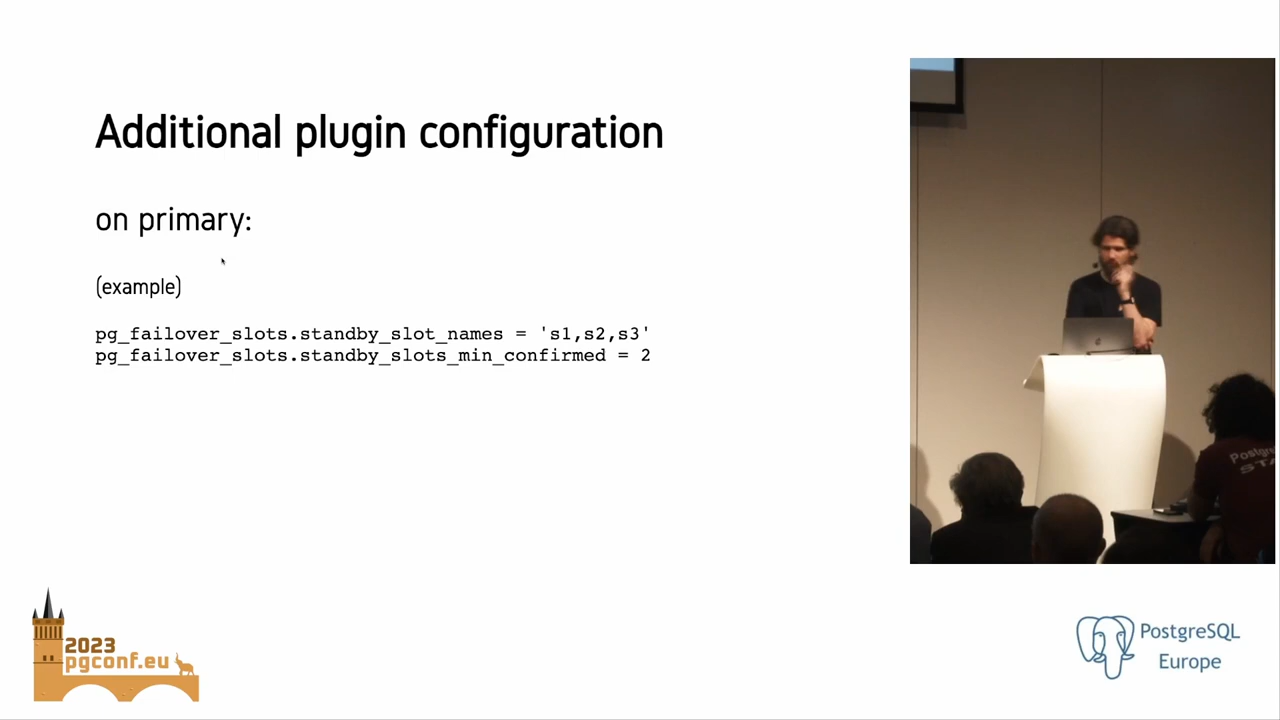 Additional plugin configuration
on primary:
(example)
pg_failover_slots.standby_slot_names = 's1,s2,s3'
pg_failover_slots.standby_slots_min_confirmed = 2
2023
pgconf.eu
PostgreSQL
Europe